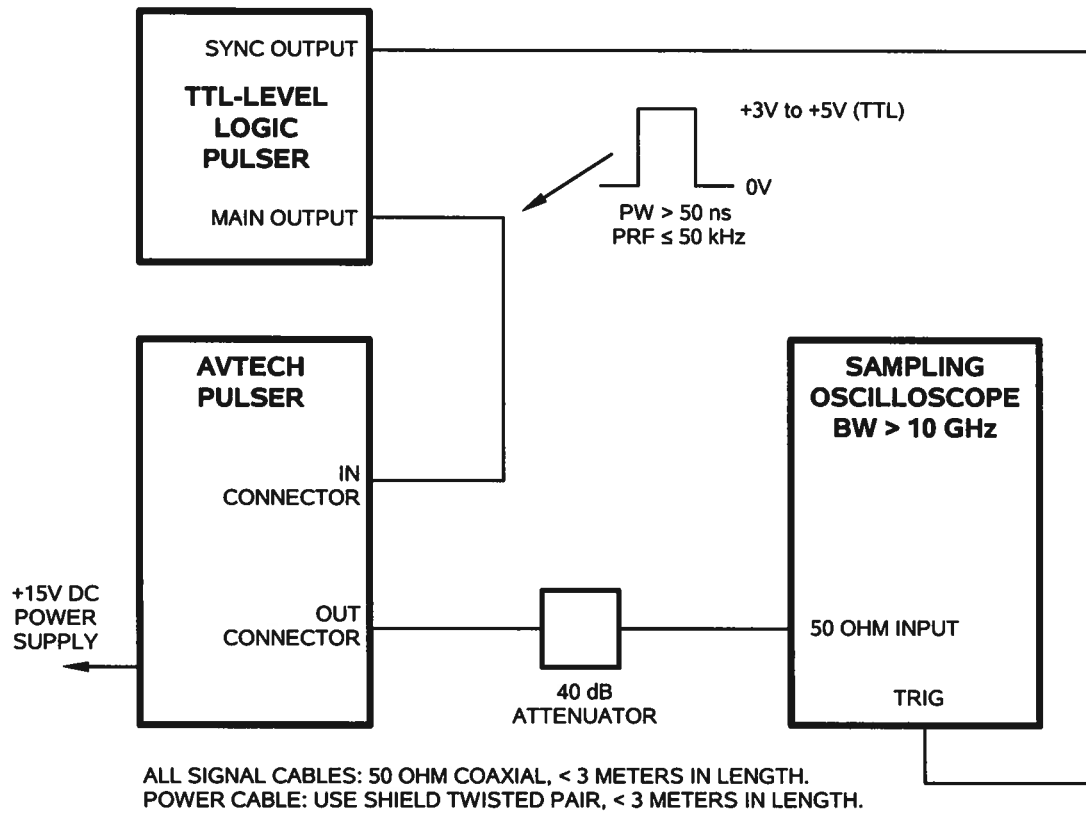 SYNC OUTPUT
TTL-LEVEL
LOGIC
PULSER
MAIN OUTPUT
+3V to +5V (TTL)
0V
PW > 50 ns
PRF ≤ 50 kHz
AVTECH
PULSER
IN
CONNECTOR
OUT
CONNECTOR
+15V DC
POWER
SUPPLY
40 dB
ATTENUATOR
SAMPLING
OSCILLOSCOPE
BW > 10 GHz
50 OHM INPUT
TRIG
ALL SIGNAL CABLES: 50 OHM COAXIAL, < 3 METERS IN LENGTH.
POWER CABLE: USE SHIELD TWISTED PAIR, < 3 METERS IN LENGTH.